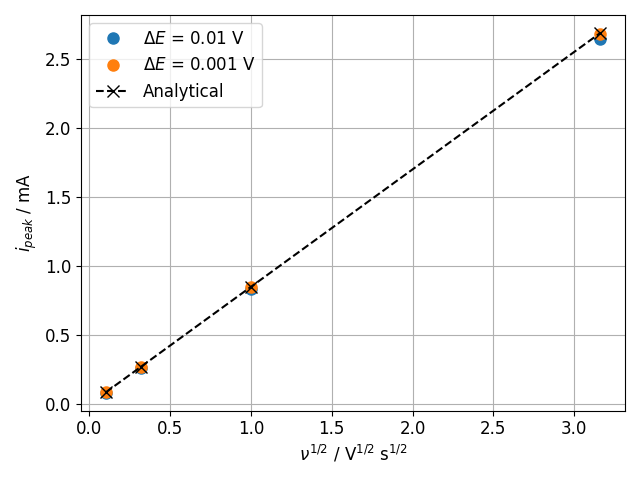 ΔE = 0.01 V
ΔE = 0.001 V
Analytical
2.5
2.0
1.5
1.0
0.5
0.0
i_peak / mA
0.0 0.5 1.0 1.5 2.0 2.5 3.0
ν^1/2 / V^1/2 s^1/2